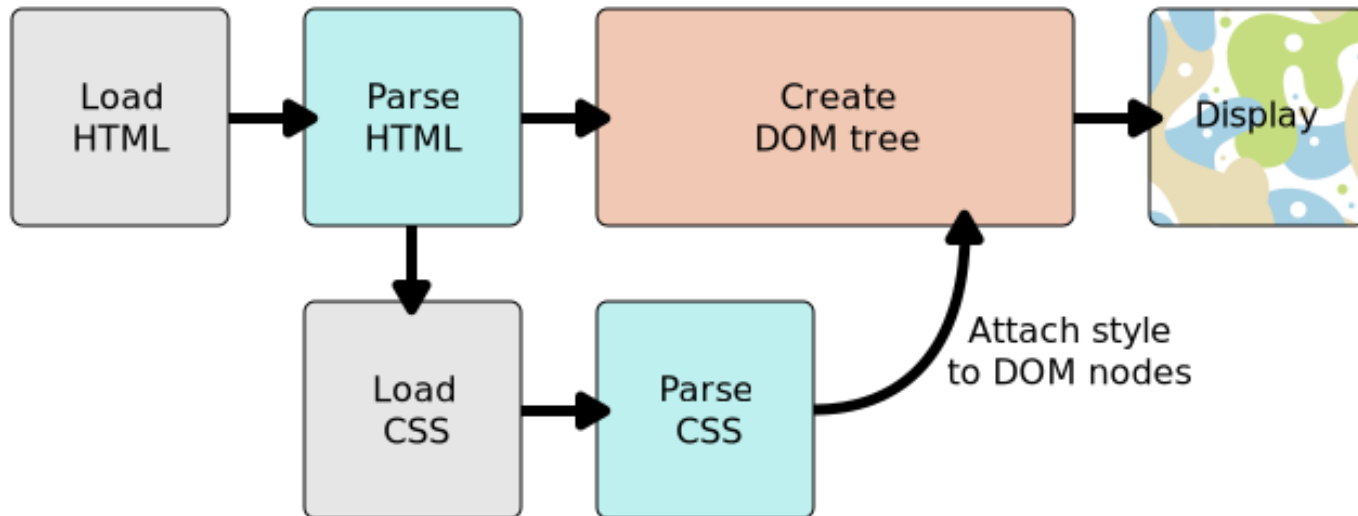 Load
HTML
Parse
HTML
Create
DOM tree
Display
Load
CSS
Parse
CSS
Attach style
to DOM nodes